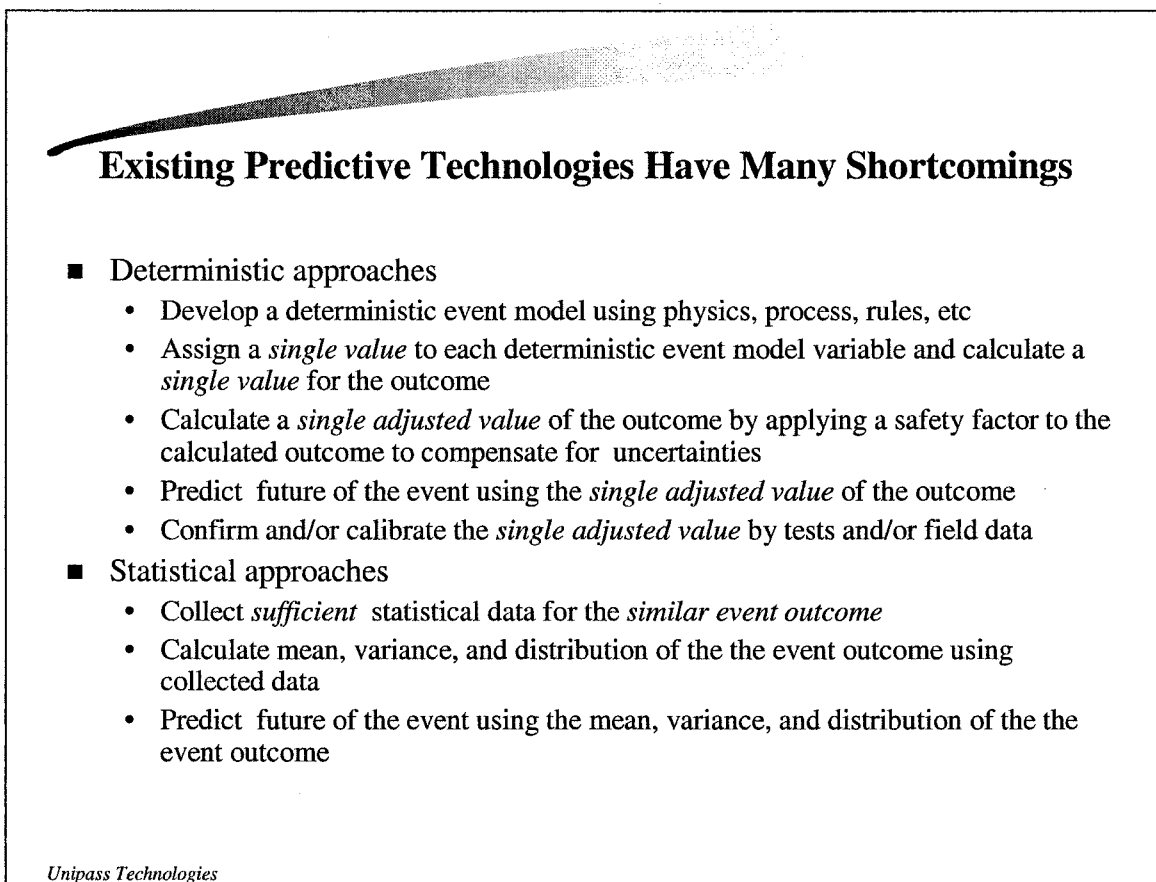 Existing Predictive Technologies Have Many Shortcomings
■ Deterministic approaches
• Develop a deterministic event model using physics, process, rules, etc
• Assign a single value to each deterministic event model variable and calculate a
single value for the outcome
• Calculate a single adjusted value of the outcome by applying a safety factor to the
calculated outcome to compensate for uncertainties
• Predict future of the event using the single adjusted value of the outcome
• Confirm and/or calibrate the single adjusted value by tests and/or field data
■ Statistical approaches
• Collect sufficient statistical data for the similar event outcome
• Calculate mean, variance, and distribution of the the event outcome using
collected data
• Predict future of the event using the mean, variance, and distribution of the the
event outcome
Unipass Technologies